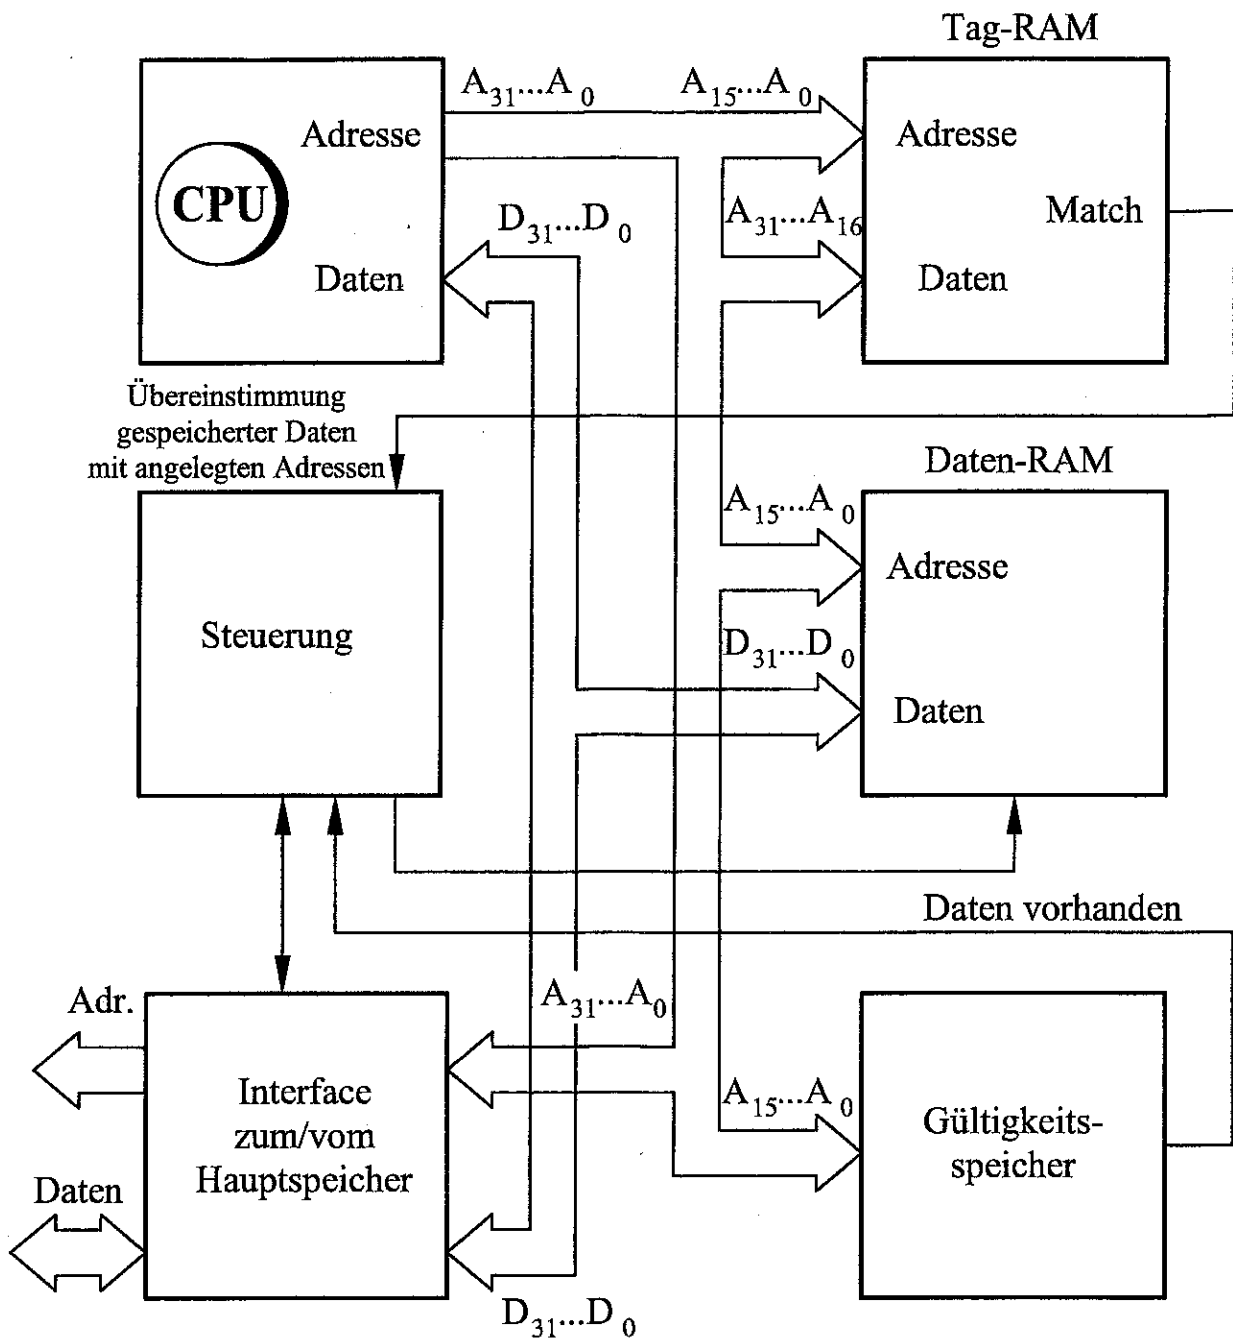 Tag-RAM
A31...A0
A15...A0
Adresse
Adresse
CPU
D31...D0
A31...A16
Match
Daten
Daten
Übereinstimmung
gespeicherter Daten
mit angelegten Adressen
Daten-RAM
A15...A0
Adresse
Steuerung
D31...D0
Daten
Daten vorhanden
Adr.
A31...A0
Interface
zum/vom
Hauptspeicher
A15...A0
Gültigkeits-
speicher
Daten
D31...D0